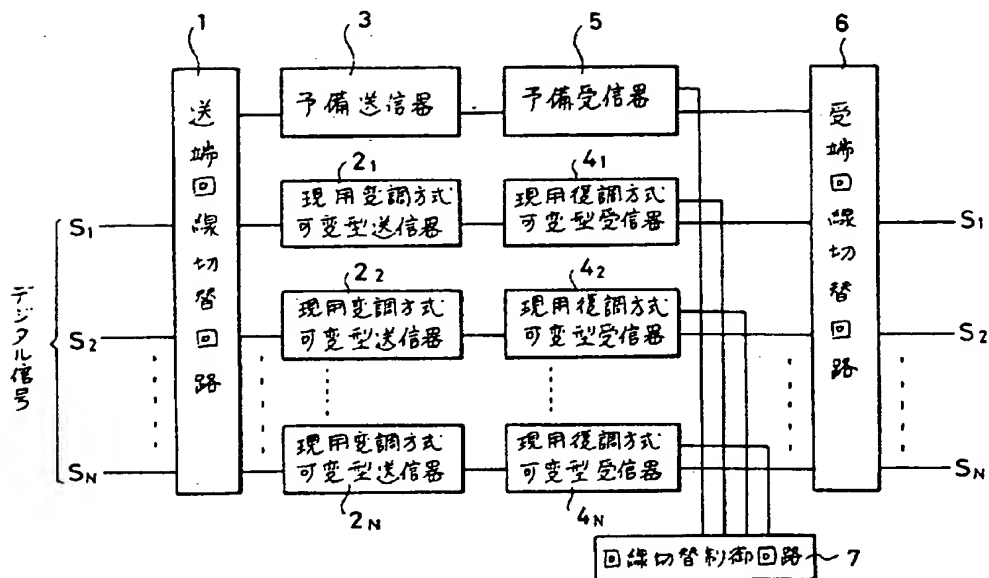 1
3
5
6
予備送信器
予備受信器
送端回線切替回路
受端回線切替回路
2₁
4₁
現用変調方式
可変型送信器
現用復調方式
可変型受信器
S₁
S₁
2₂
4₂
現用変調方式
可変型送信器
現用復調方式
可変型受信器
デジタル信号
S₂
S₂
現用変調方式
可変型送信器
現用復調方式
可変型受信器
S_N
S_N
2_N
4_N
回線切替制御回路
7